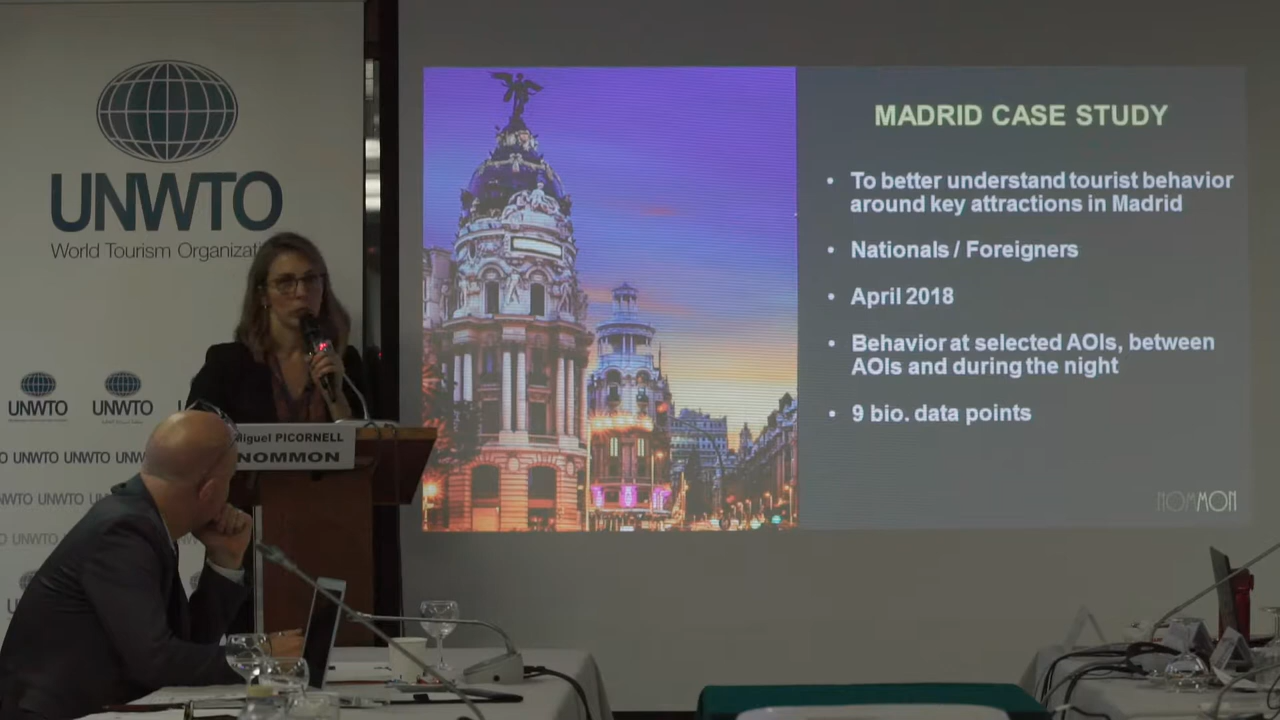 UNWTO
World Tourism Organizati
UNWTO UNWTO U
UNWTO UNWTO UNW
WTO UNWTO UN
UNWTO UNWTO
Miguel PICORNELL
NOMMON
MADRID CASE STUDY
• To better understand tourist behavior
around key attractions in Madrid
• Nationals / Foreigners
• April 2018
• Behavior at selected AOIs, between
AOIs and during the night
• 9 bio. data points
NOMMON